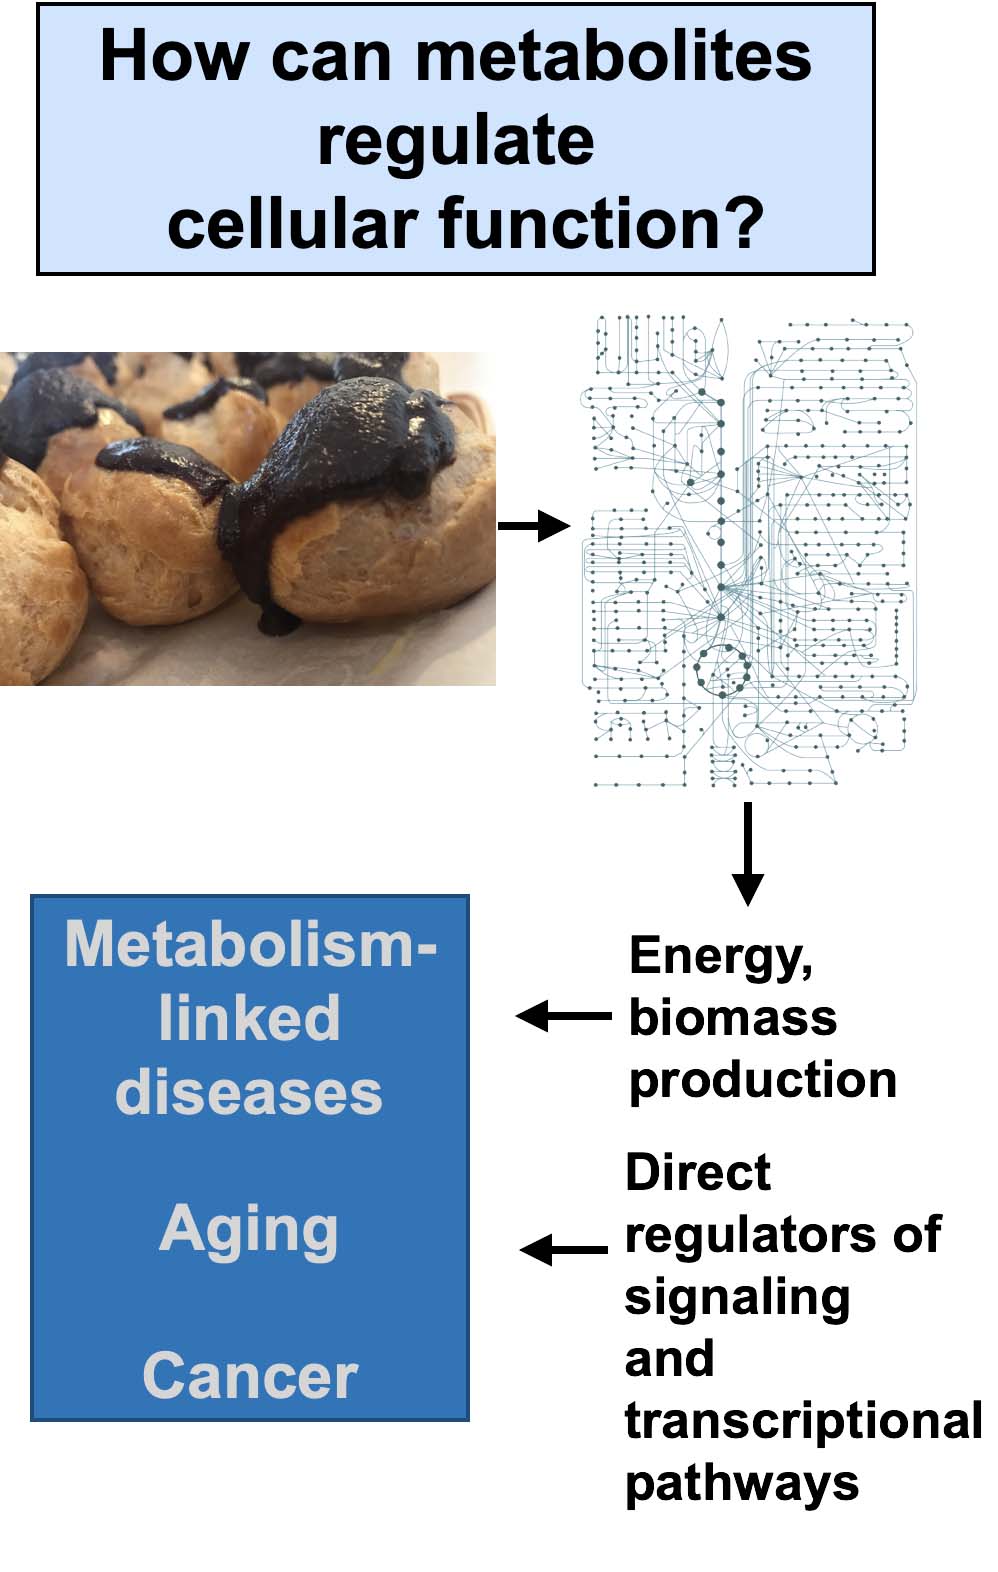 How can metabolites
regulate
cellular function?
Energy,
biomass
production
Metabolism-
linked
diseases
Aging
Cancer
Direct
regulators of
signaling
and
transcriptional
pathways